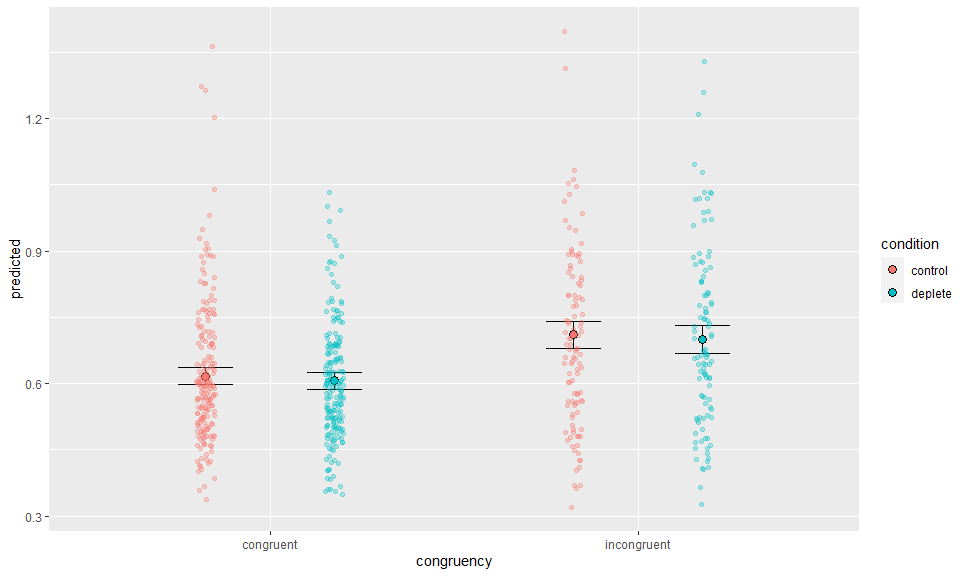 1.2
0.9
0.6
0.3
predicted
congruent
incongruent
congruency
condition
control
deplete